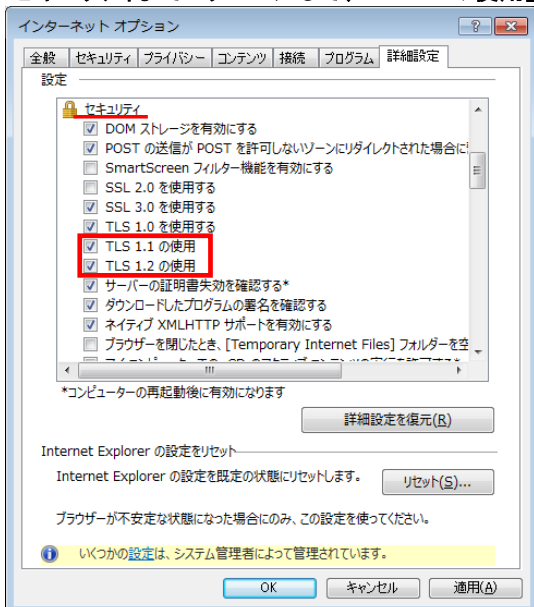 インターネット オプション
全般 セキュリティ プライバシー コンテンツ 接続 プログラム 詳細設定
設定
セキュリティ
DOM ストレージを有効にする
POST の送信が POST を許可しないゾーンにリダイレクトされた場合に
SmartScreen フィルター機能を有効にする
SSL 2.0 を使用する
SSL 3.0 を使用する
TLS 1.0 を使用する
TLS 1.1 の使用
TLS 1.2 の使用
サーバーの証明書失効を確認する*
ダウンロードしたプログラムの署名を確認する
ネイティブ XMLHTTP サポートを有効にする
ブラウザーを閉じたとき、[Temporary Internet Files] フォルダーを空
*コンピューターの再起動後に有効になります
詳細設定を復元(R)
Internet Explorer の設定をリセット
Internet Explorer の設定を既定の状態にリセットします。
リセット(S)...
ブラウザーが不安定な状態になった場合にのみ、この設定を使ってください。
いくつかの設定は、システム管理者によって管理されています。
OK キャンセル 適用(A)